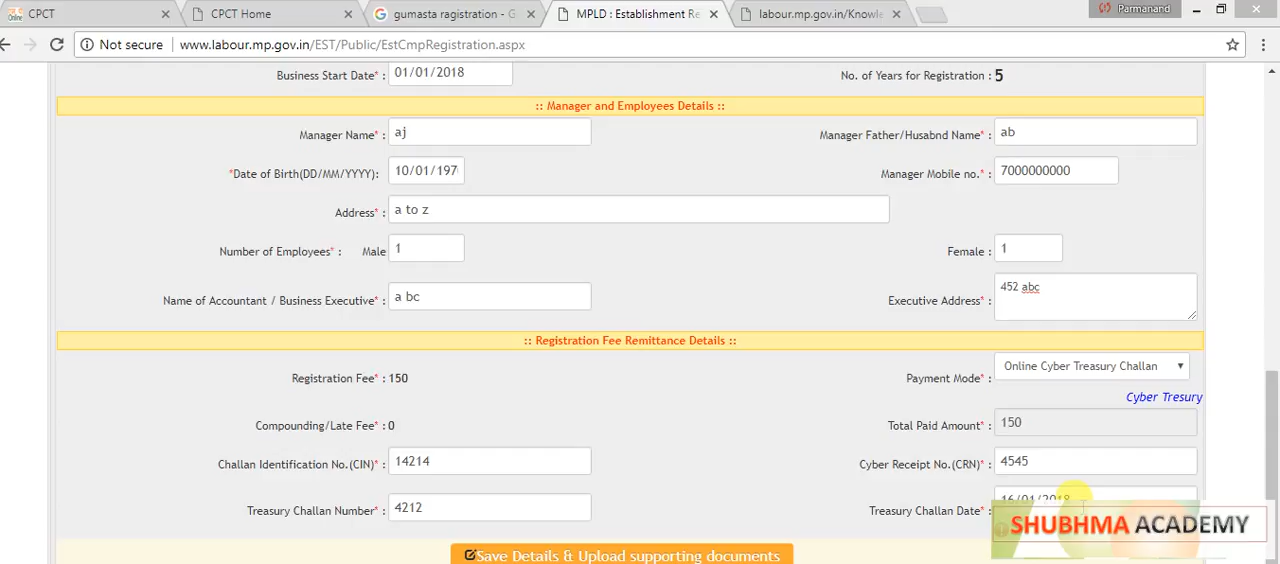 CPCT
CPCT Home
gumasta ragistration - G
MPLD : Establishment Re
labour.mp.gov.in/Knowle
Parmanand
Not secure | www.labour.mp.gov.in/EST/Public/EstCmpRegistration.aspx
Business Start Date* : 01/01/2018 No. of Years for Registration : 5
:: Manager and Employees Details ::
Manager Name* : aj Manager Father/Husabnd Name* : ab
*Date of Birth(DD/MM/YYYY): 10/01/197 Manager Mobile no.* : 7000000000
Address* : a to z
Number of Employees* : Male 1 Female : 1
Name of Accountant / Business Executive* : a bc Executive Address* : 452 abc
:: Registration Fee Remittance Details ::
Registration Fee* : 150 Payment Mode* : Online Cyber Treasury Challan
Cyber Tresury
Compounding/Late Fee* : 0 Total Paid Amount* : 150
Challan Identification No.(CIN)* : 14214 Cyber Receipt No.(CRN)* : 4545
Treasury Challan Number* : 4212 Treasury Challan Date* : 16/01/2018
SHUBHMA ACADEMY
Save Details & Upload supporting documents